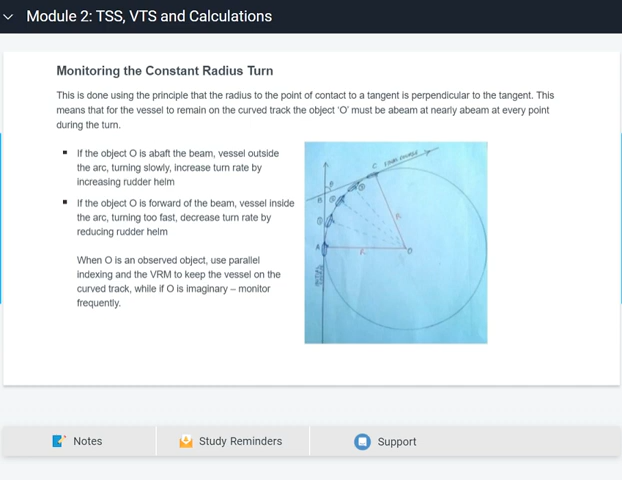 Module 2: TSS, VTS and Calculations
Monitoring the Constant Radius Turn
This is done using the principle that the radius to the point of contact to a tangent is perpendicular to the tangent. This
means that for the vessel to remain on the curved track the object 'O' must be abeam at nearly abeam at every point
during the turn.
If the object O is abaft the beam, vessel outside
the arc, turning slowly, increase turn rate by
increasing rudder helm
If the object O is forward of the beam, vessel inside
the arc, turning too fast, decrease turn rate by
reducing rudder helm
When O is an observed object, use parallel
indexing and the VRM to keep the vessel on the
curved track, while if O is imaginary – monitor
frequently.
C
A
R
R
O
Notes
Study Reminders
Support